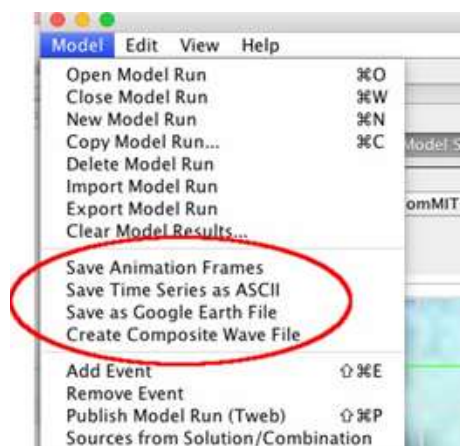 Model Edit View Help
Open Model Run ⌘O
Close Model Run ⌘W
New Model Run ⌘N
Copy Model Run... ⌘C
Delete Model Run
Import Model Run
Export Model Run
Clear Model Results...
Save Animation Frames
Save Time Series as ASCII
Save as Google Earth File
Create Composite Wave File
Add Event ⇧⌘E
Remove Event
Publish Model Run (Tweb) ⇧⌘P
Sources from Solution/Combination
Model S
omMIT